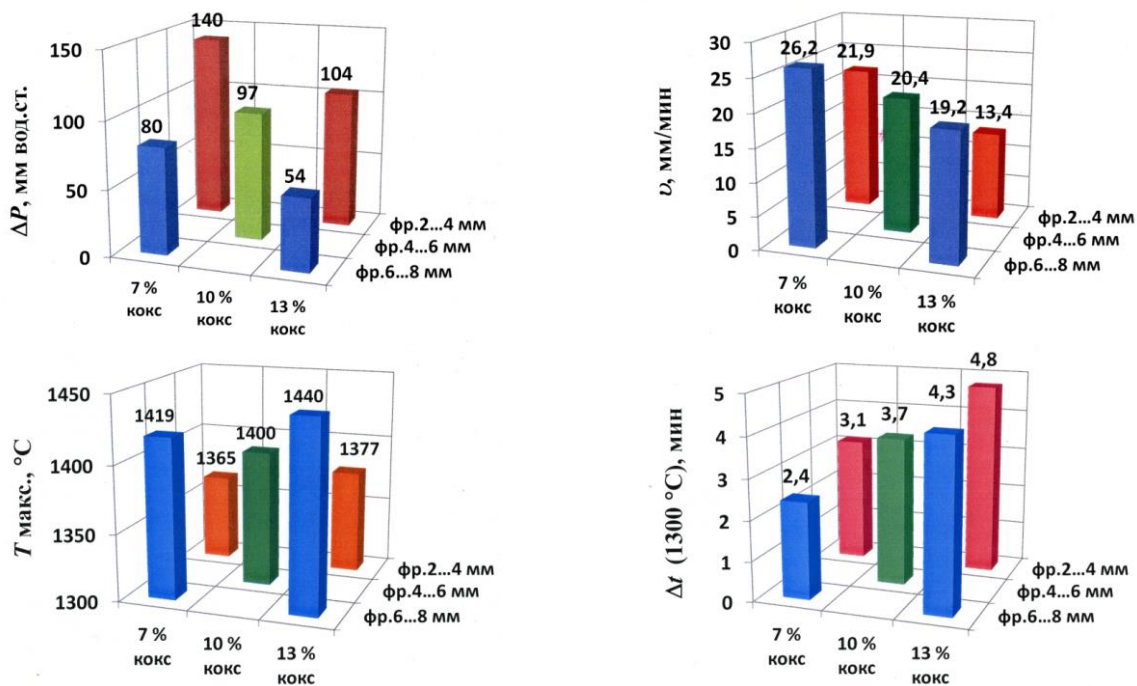 150
100
50
0
ΔP, мм вод.ст.
80
140
97
54
104
7 %
кокс
10 %
кокс
13 %
кокс
фр.2...4 мм
фр.4...6 мм
фр.6...8 мм
30
25
20
15
10
5
0
υ, мм/мин
26,2
21,9
20,4
19,2
13,4
7 %
кокс
10 %
кокс
13 %
кокс
фр.2...4 мм
фр.4...6 мм
фр.6...8 мм
1450
1400
1350
1300
T макс., °C
1419
1365
1400
1440
1377
7 %
кокс
10 %
кокс
13 %
кокс
фр.2...4 мм
фр.4...6 мм
фр.6...8 мм
5
4
3
2
1
0
Δt (1300 °C), мин
2,4
3,1
3,7
4,3
4,8
7 %
кокс
10 %
кокс
13 %
кокс
фр.2...4 мм
фр.4...6 мм
фр.6...8 мм